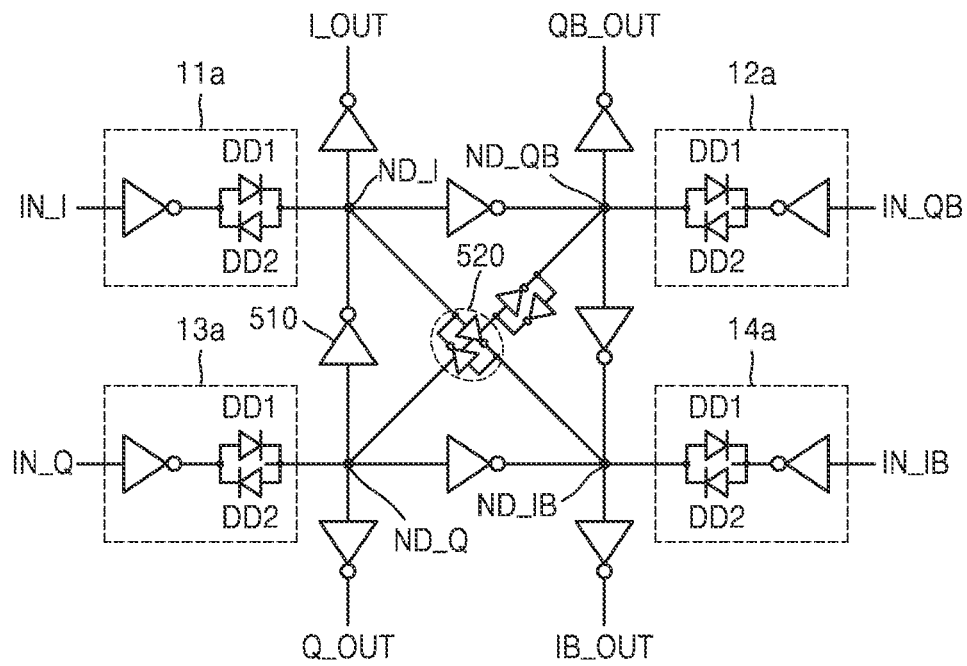 I_OUT
QB_OUT
11a
12a
DD1
ND_I
ND_QB
DD1
IN_I
IN_QB
DD2
520
DD2
510
13a
14a
DD1
DD1
IN_Q
IN_IB
DD2
ND_Q
ND_IB
DD2
Q_OUT
IB_OUT